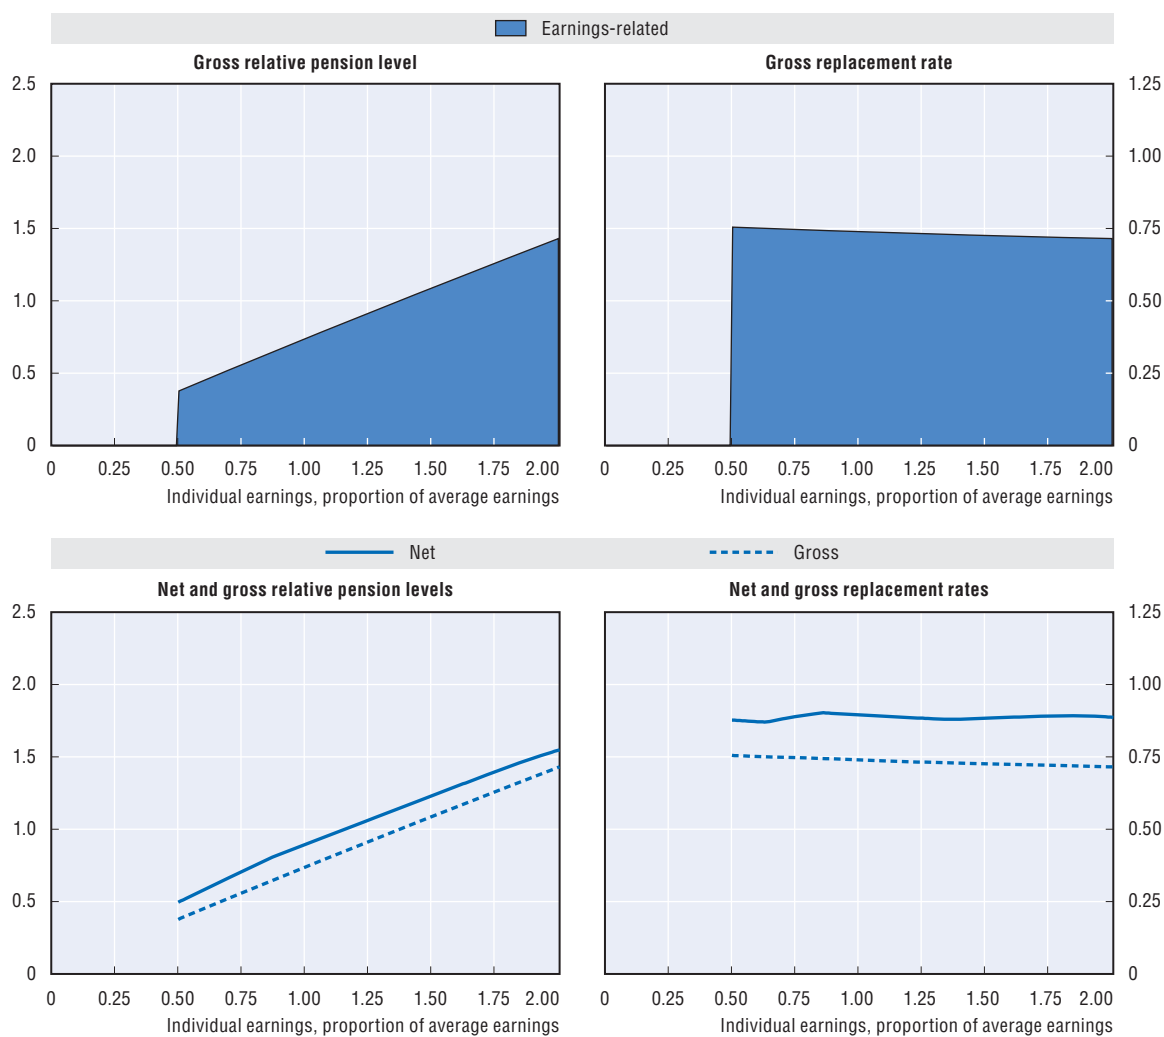 Earnings-related
Gross relative pension level
Gross replacement rate
2.5
2.0
1.5
1.0
0.5
0
1.25
1.00
0.75
0.50
0.25
0
0 0.25 0.50 0.75 1.00 1.25 1.50 1.75 2.00
Individual earnings, proportion of average earnings
0 0.25 0.50 0.75 1.00 1.25 1.50 1.75 2.00
Individual earnings, proportion of average earnings
Net Gross
Net and gross relative pension levels
Net and gross replacement rates
2.5
2.0
1.5
1.0
0.5
0
1.25
1.00
0.75
0.50
0.25
0
0 0.25 0.50 0.75 1.00 1.25 1.50 1.75 2.00
Individual earnings, proportion of average earnings
0 0.25 0.50 0.75 1.00 1.25 1.50 1.75 2.00
Individual earnings, proportion of average earnings